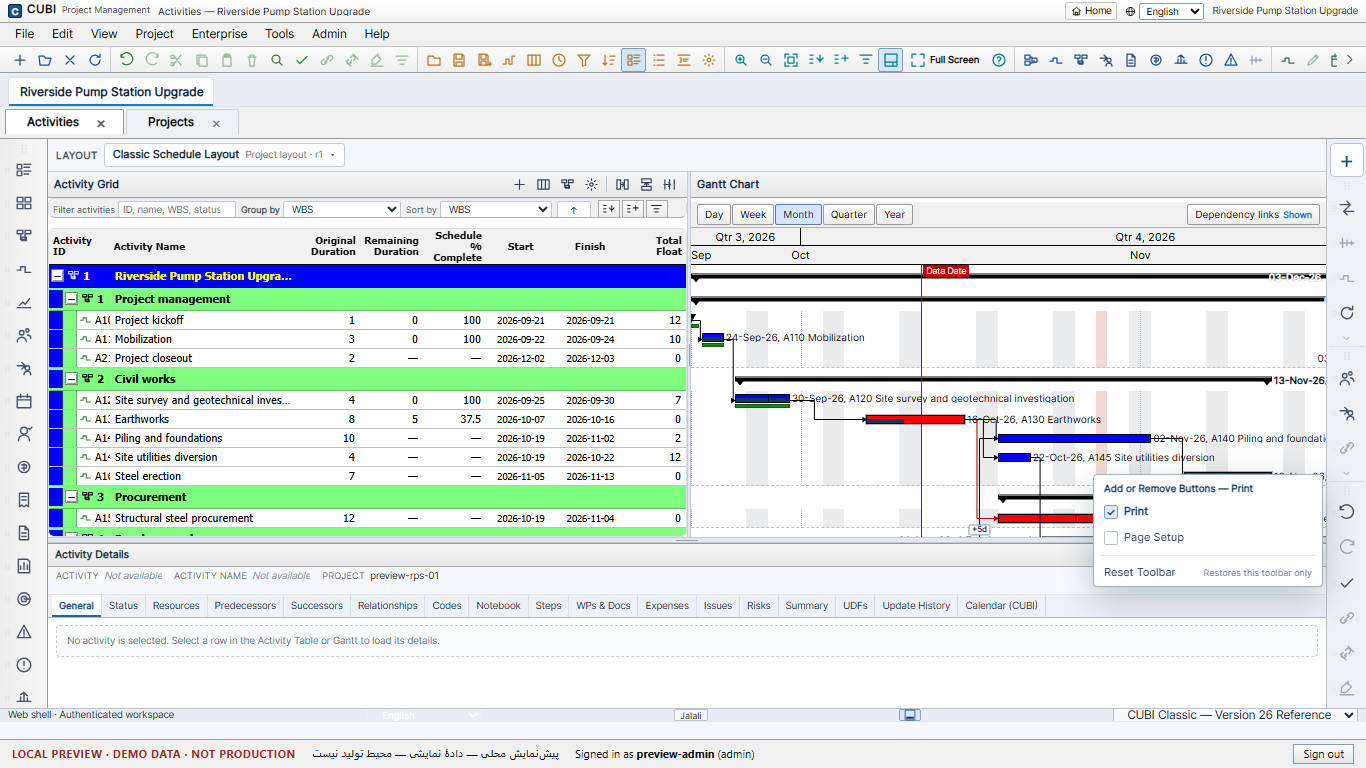 CUBI Project Management Activities — Riverside Pump Station Upgrade
Home English Riverside Pump Station Upgrade
File Edit View Project Enterprise Tools Admin Help
Full Screen
Riverside Pump Station Upgrade
Activities Projects
LAYOUT Classic Schedule Layout Project layout · r1
Activity Grid
Filter activities ID, name, WBS, status Group by WBS Sort by WBS
Activity ID Activity Name Original Duration Remaining Duration Schedule % Complete Start Finish Total Float
1 Riverside Pump Station Upgra...
1 Project management
A10 Project kickoff 1 0 100 2026-09-21 2026-09-21 12
A11 Mobilization 3 0 100 2026-09-22 2026-09-24 10
A21 Project closeout 2 — — 2026-12-02 2026-12-03 0
2 Civil works
A12 Site survey and geotechnical inves... 4 0 100 2026-09-25 2026-09-30 7
A13 Earthworks 8 5 37.5 2026-10-07 2026-10-16 0
A14 Piling and foundations 10 — — 2026-10-19 2026-11-02 2
A14 Site utilities diversion 4 — — 2026-10-19 2026-10-22 12
A16 Steel erection 7 — — 2026-11-05 2026-11-13 0
3 Procurement
A15 Structural steel procurement 12 — — 2026-10-19 2026-11-04 0
Gantt Chart
Day Week Month Quarter Year Dependency links Shown
Qtr 3, 2026 Qtr 4, 2026
Sep Oct Nov
Data Date 03-Dec-26
24-Sep-26, A110 Mobilization
13-Nov-26,
30-Sep-26, A120 Site survey and geotechnical investigation
16-Oct-26, A130 Earthworks
02-Nov-26, A140 Piling and foundati
22-Oct-26, A145 Site utilities diversion
+5d
Add or Remove Buttons — Print
Print
Page Setup
Reset Toolbar Restores this toolbar only
Activity Details
ACTIVITY Not available ACTIVITY NAME Not available PROJECT preview-rps-01
General Status Resources Predecessors Successors Relationships Codes Notebook Steps WPS & Docs Expenses Issues Risks Summary UDFs Update History Calendar (CUBI)
No activity is selected. Select a row in the Activity Table or Gantt to load its details.
Web shell · Authenticated workspace English Jalali CUBI Classic — Version 26 Reference
LOCAL PREVIEW · DEMO DATA · NOT PRODUCTION پیش‌نمایش محلی — دادهٔ نمایشی — محیط تولید نیست Signed in as preview-admin (admin) Sign out